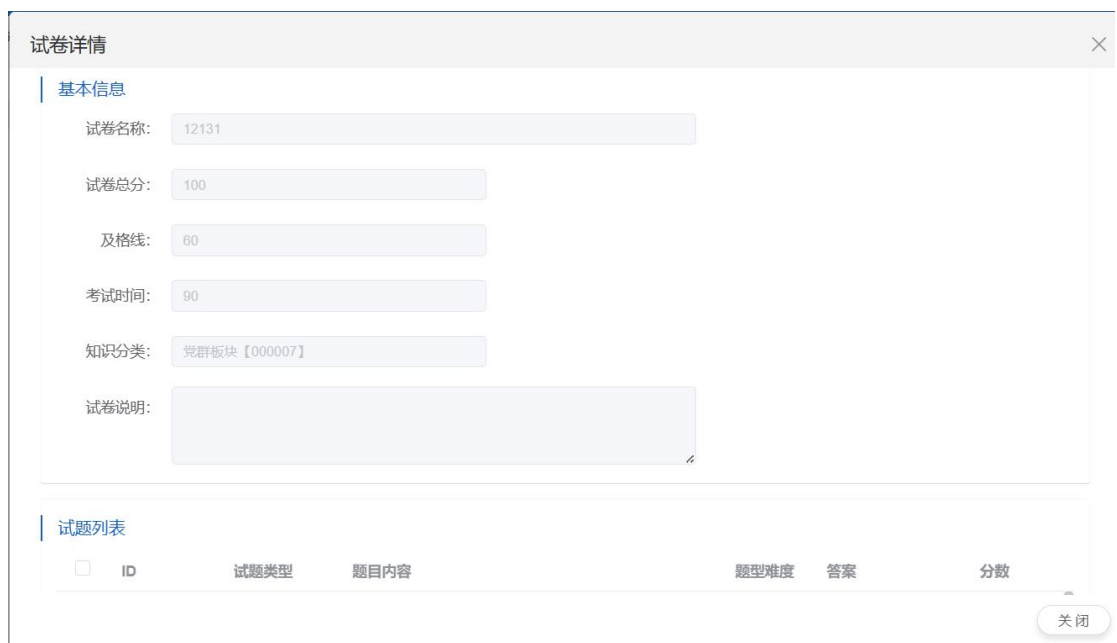 试卷详情
基本信息
试卷名称： 12131
试卷总分： 100
及格线： 60
考试时间： 90
知识分类： 党群板块【000007】
试卷说明：
试题列表
ID 试题类型 题目内容 题型难度 答案 分数
关闭